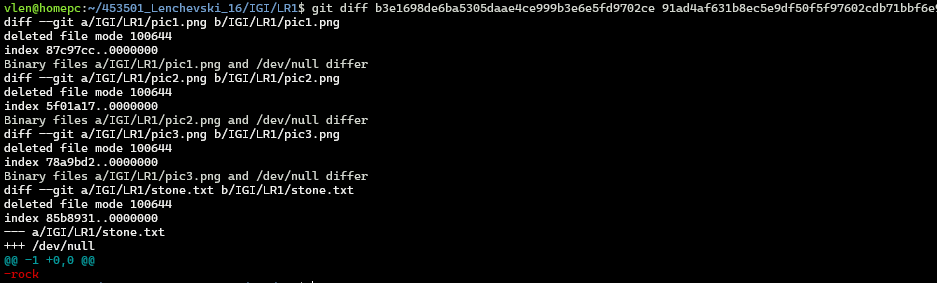 vlen@homepc:~/453501_Lenchevski_16/IGI/LR1$ git diff b3e1698de6ba5305daae4ce999b3e6e5fd9702ce 91ad4af631b8ec5e9df50f5f97602cdb71bbf6e9
diff --git a/IGI/LR1/pic1.png b/IGI/LR1/pic1.png
deleted file mode 100644
index 87c97cc..0000000
Binary files a/IGI/LR1/pic1.png and /dev/null differ
diff --git a/IGI/LR1/pic2.png b/IGI/LR1/pic2.png
deleted file mode 100644
index 5f01a17..0000000
Binary files a/IGI/LR1/pic2.png and /dev/null differ
diff --git a/IGI/LR1/pic3.png b/IGI/LR1/pic3.png
deleted file mode 100644
index 78a9bd2..0000000
Binary files a/IGI/LR1/pic3.png and /dev/null differ
diff --git a/IGI/LR1/stone.txt b/IGI/LR1/stone.txt
deleted file mode 100644
index 85b8931..0000000
--- a/IGI/LR1/stone.txt
+++ /dev/null
@@ -1 +0,0 @@
-rock